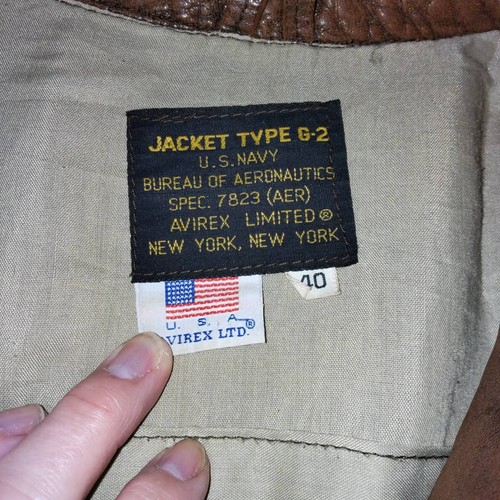 JACKET TYPE G-2
U.S. NAVY
BUREAU OF AERONAUTICS
SPEC. 7823 (AER)
AVIREX LIMITED®
NEW YORK, NEW YORK
40
U. S. A.
AVIREX LTD.®